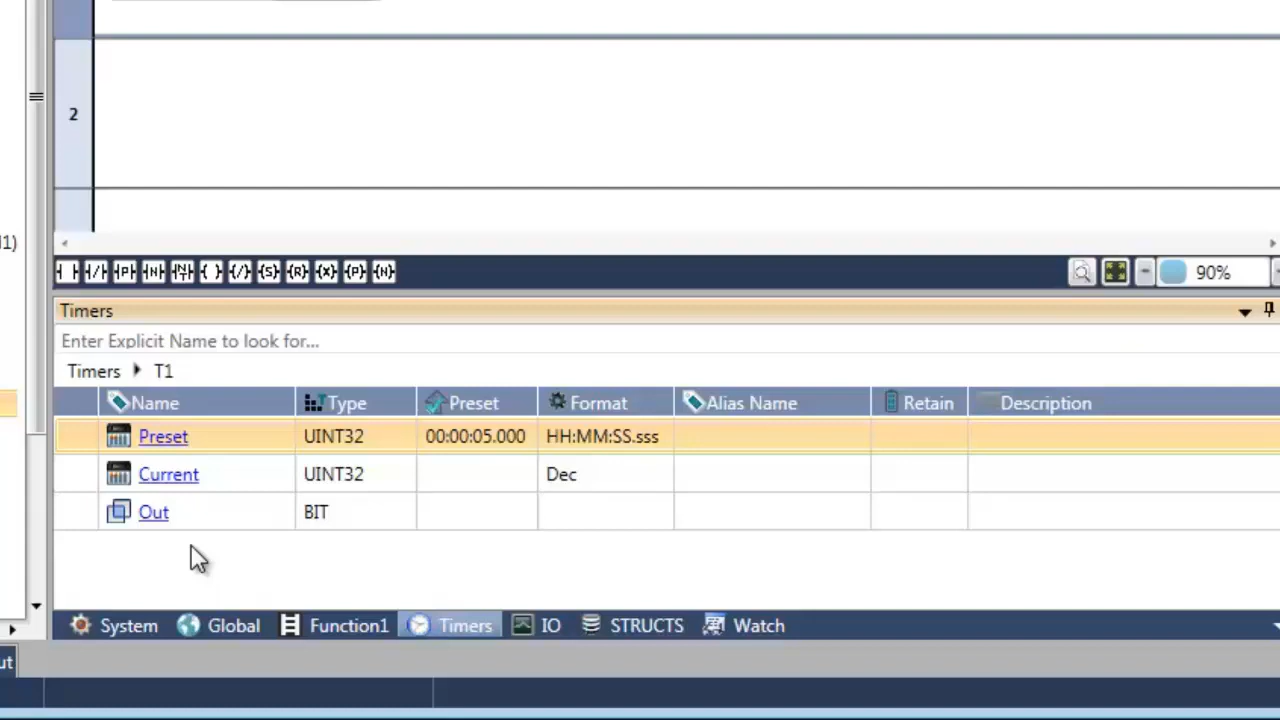 2
l1)
{ } {/} {P} {N} { } {/} {S} {R} {X} {P} {N}
90%
Timers
Enter Explicit Name to look for...
Timers T1
Name Type Preset Format Alias Name Retain Description
Preset UINT32 00:00:05.000 HH:MM:SS.sss
Current UINT32 Dec
Out BIT
System Global Function1 Timers IO STRUCTS Watch
ut